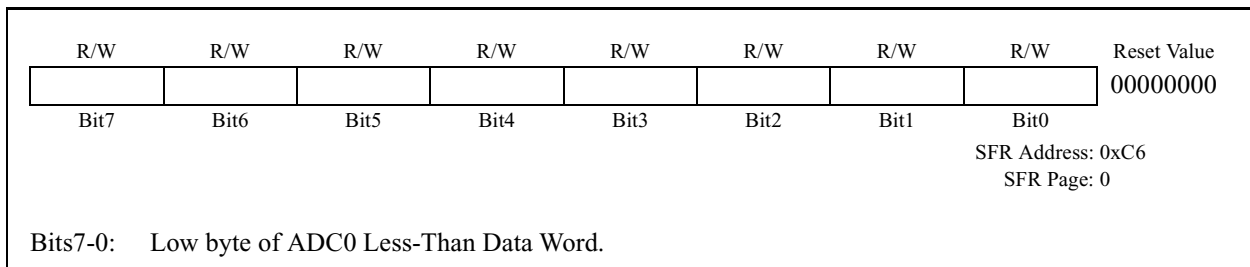 R/W R/W R/W R/W R/W R/W R/W R/W Reset Value
00000000
Bit7 Bit6 Bit5 Bit4 Bit3 Bit2 Bit1 Bit0
SFR Address: 0xC6
SFR Page: 0
Bits7-0: Low byte of ADC0 Less-Than Data Word.